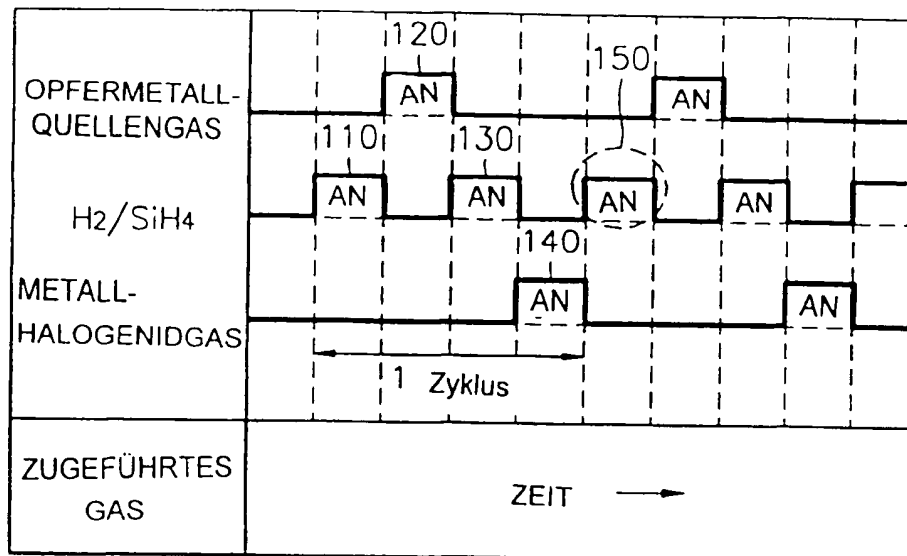 120
150
OPFERMETALL-
QUELLENGAS
AN
AN
110
130
H2/SiH4
AN
AN
AN
AN
140
METALL-
HALOGENIDGAS
AN
AN
1 Zyklus
ZUGEFÜHRTES
GAS
ZEIT